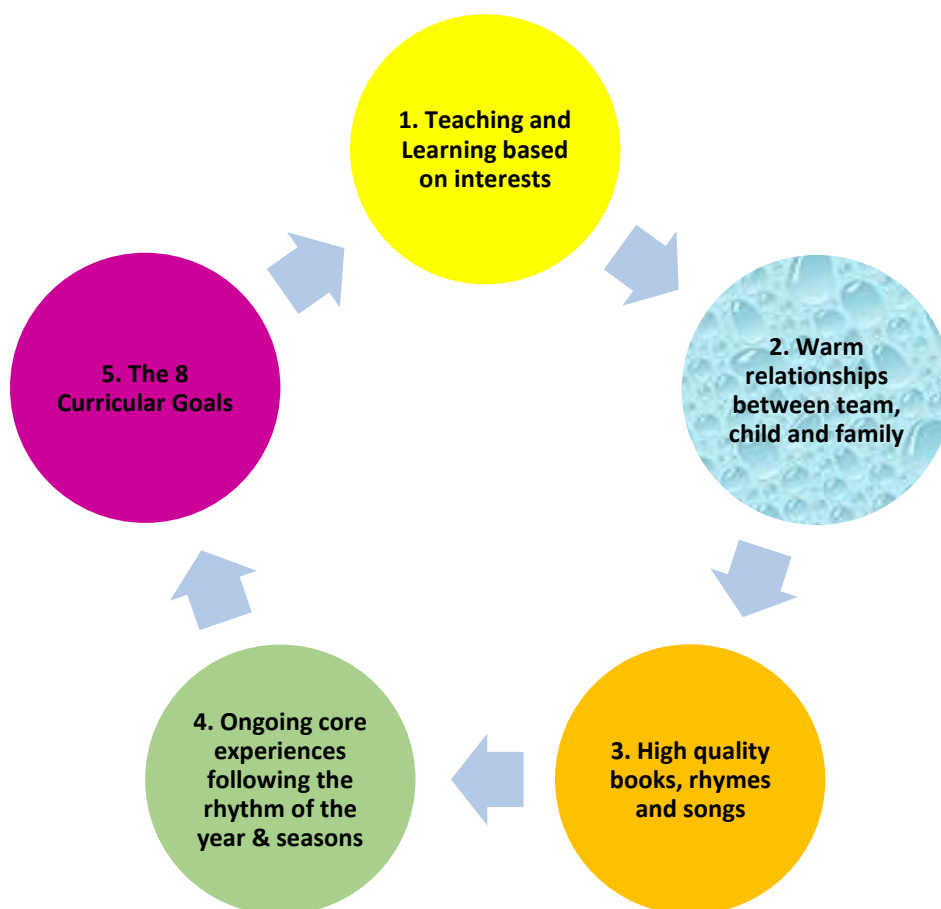 1. Teaching and
Learning based
on interests
2. Warm
relationships
between team,
child and family
3. High quality
books, rhymes
and songs
4. Ongoing core
experiences
following the
rhythm of the
year & seasons
5. The 8
Curricular Goals